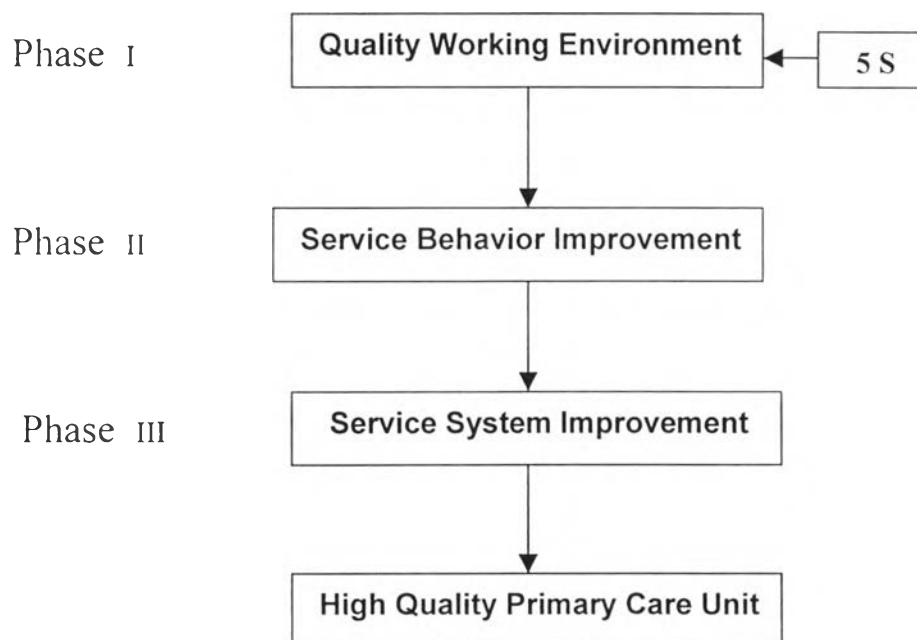 Phase I
Quality Working Environment
5 S
Phase II
Service Behavior Improvement
Phase III
Service System Improvement
High Quality Primary Care Unit